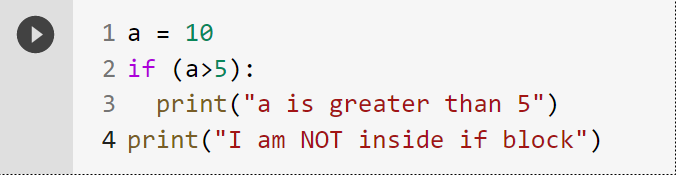 1 a = 10
2 if (a>5):
3   print("a is greater than 5")
4 print("I am NOT inside if block")